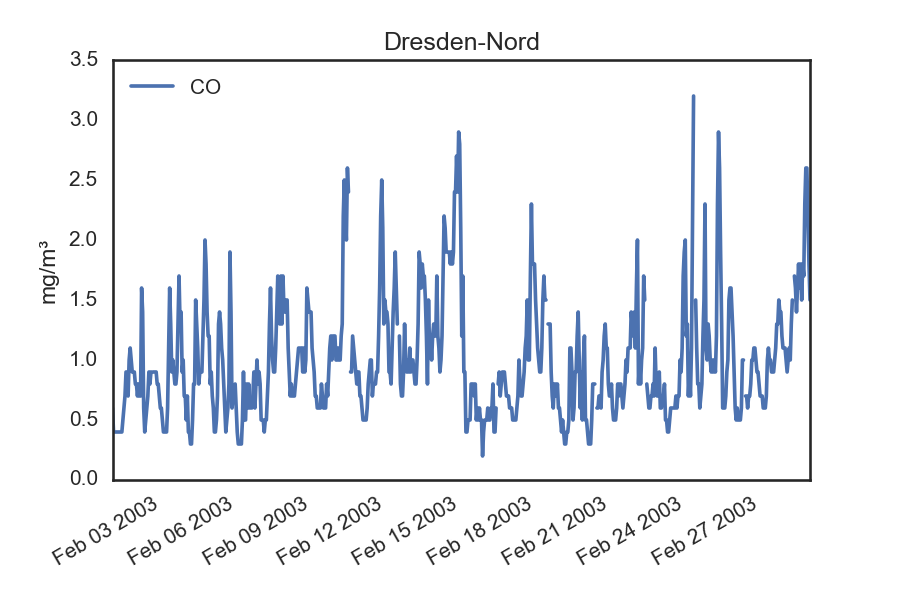 Dresden-Nord
3.5
CO
3.0
2.5
2.0
mg/m³
1.5
1.0
0.5
0.0
Feb 03 2003
Feb 06 2003
Feb 09 2003
Feb 12 2003
Feb 15 2003
Feb 18 2003
Feb 21 2003
Feb 24 2003
Feb 27 2003